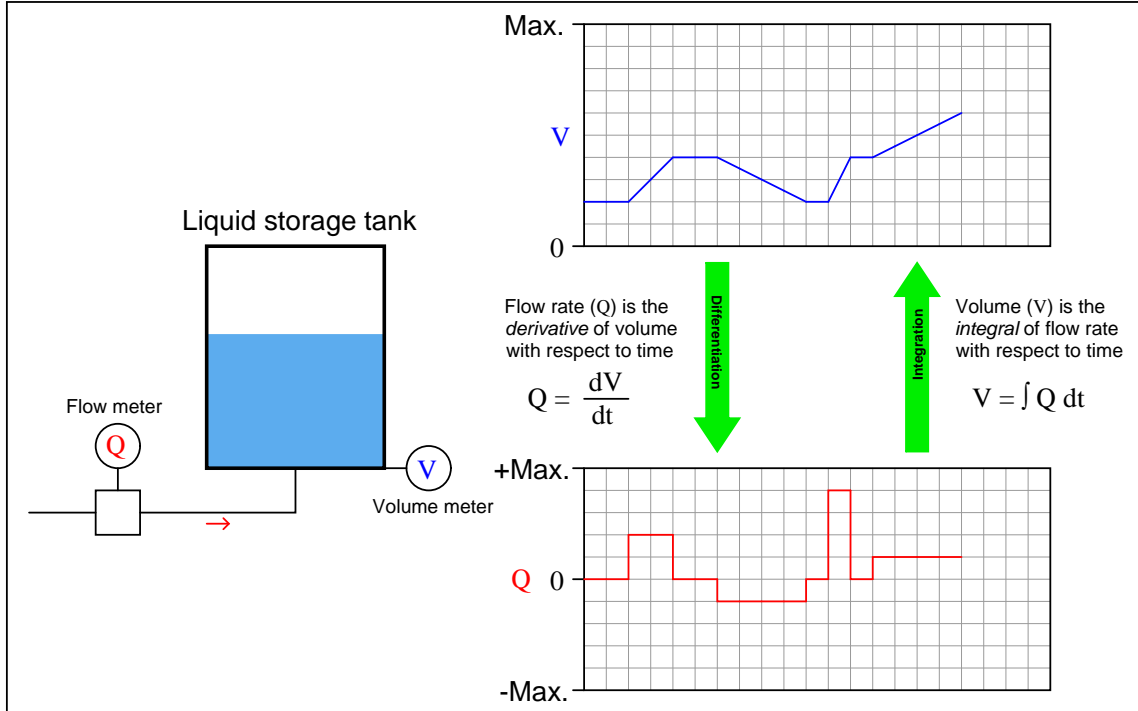 Max.
V
0
Liquid storage tank
Flow rate (Q) is the
derivative of volume
with respect to time
Q = dV/dt
Differentiation
Integration
Volume (V) is the
integral of flow rate
with respect to time
V = ∫ Q dt
Flow meter
Q
V
Volume meter
+Max.
Q 0
-Max.